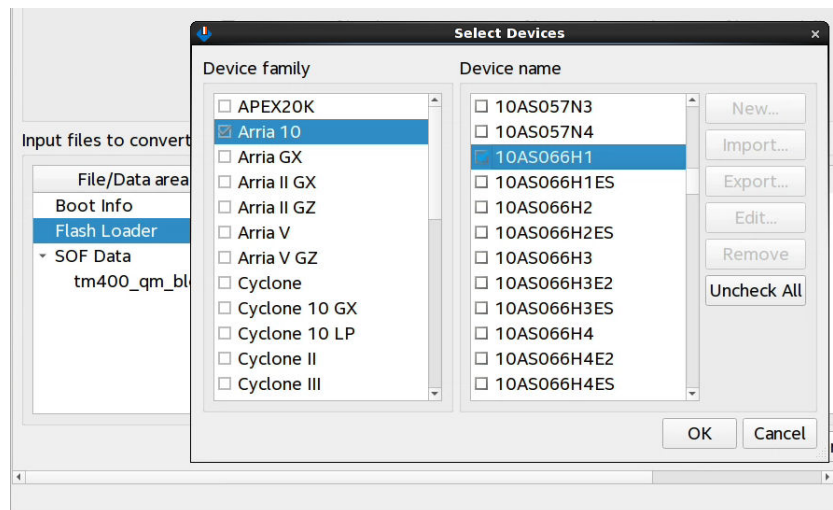 Select Devices
Device family
Device name
APEX20K
Arria 10
Arria GX
Arria II GX
Arria II GZ
Arria V
Arria V GZ
Cyclone
Cyclone 10 GX
Cyclone 10 LP
Cyclone II
Cyclone III
10AS057N3
10AS057N4
10AS066H1
10AS066H1ES
10AS066H2
10AS066H2ES
10AS066H3
10AS066H3E2
10AS066H3ES
10AS066H4
10AS066H4E2
10AS066H4ES
New...
Import...
Export...
Edit...
Remove
Uncheck All
OK
Cancel
Input files to convert
File/Data area
Boot Info
Flash Loader
SOF Data